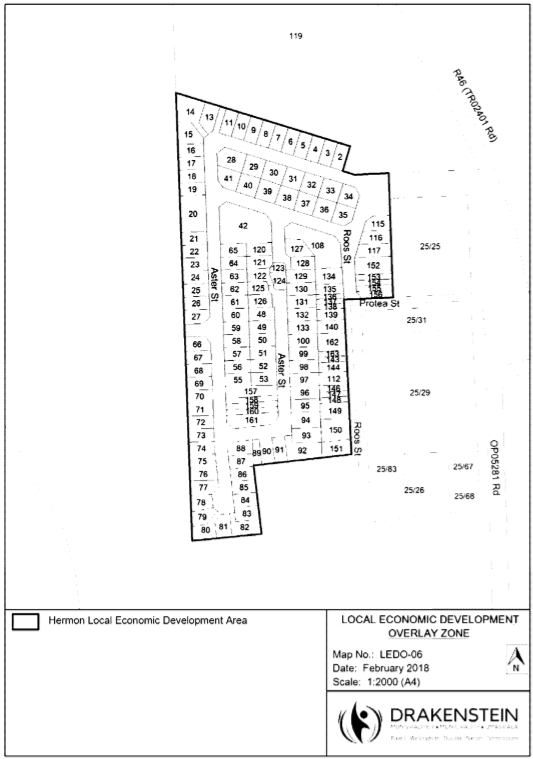 119
R46 (TR02401 Rd)
14 13 11 10 9 8 7 6 5 4 3 2
15
16
17
18
19
20
21
22
23
24
25
26
27
28 29 30 31 32 33 34
41 40 39 38 37 36 35
42
108
Roos St
115
116
117
152
Protea St
25/25
25/31
65 120 127
64 121 123 128
63 122 124 129 134
62 125 130 135
61 126 131
60 48 132 139
59 49 133 140
58 50 100 162
57 51 99 163
143
56 52 98 144
55 53 97 112
157 96 146
148
160 95 149
161 94 150
93
92 151
Aster St
Aster St
66
67
68
69
70
71
72
73
74
75
76
77
78
79
80 81 82
88 89 90 91
87
86
85
84
83
Roos St
25/29
25/83 25/67
25/26 25/68
OP05281 Rd
Hermon Local Economic Development Area
LOCAL ECONOMIC DEVELOPMENT
OVERLAY ZONE
Map No.: LEDO-06
Date: February 2018
Scale: 1:2000 (A4)
N
DRAKENSTEIN